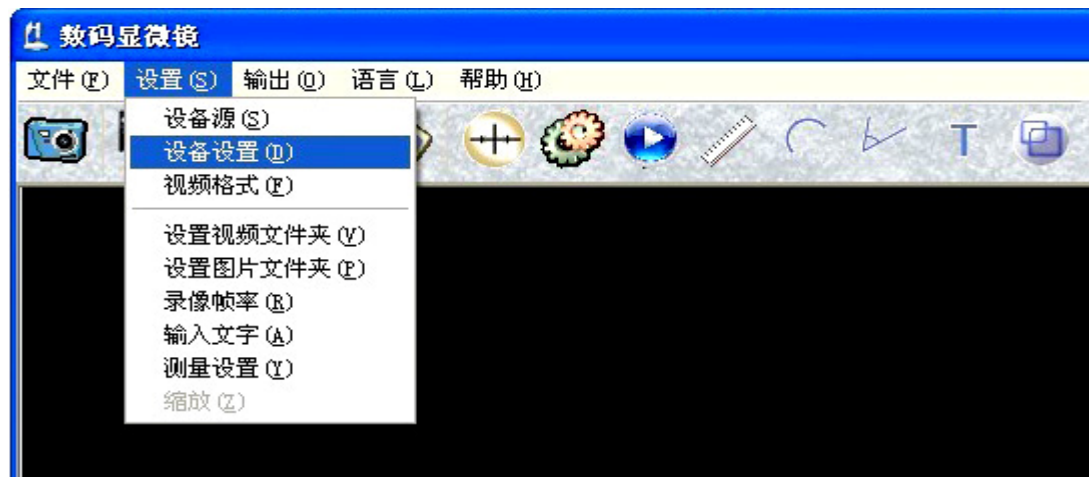 数码显微镜
文件(F) 设置(S) 输出(O) 语言(L) 帮助(H)
设备源(S)
设备设置(D)
视频格式(F)
设置视频文件夹(V)
设置图片文件夹(P)
录像帧率(R)
输入文字(A)
测量设置(Y)
缩放(Z)
T